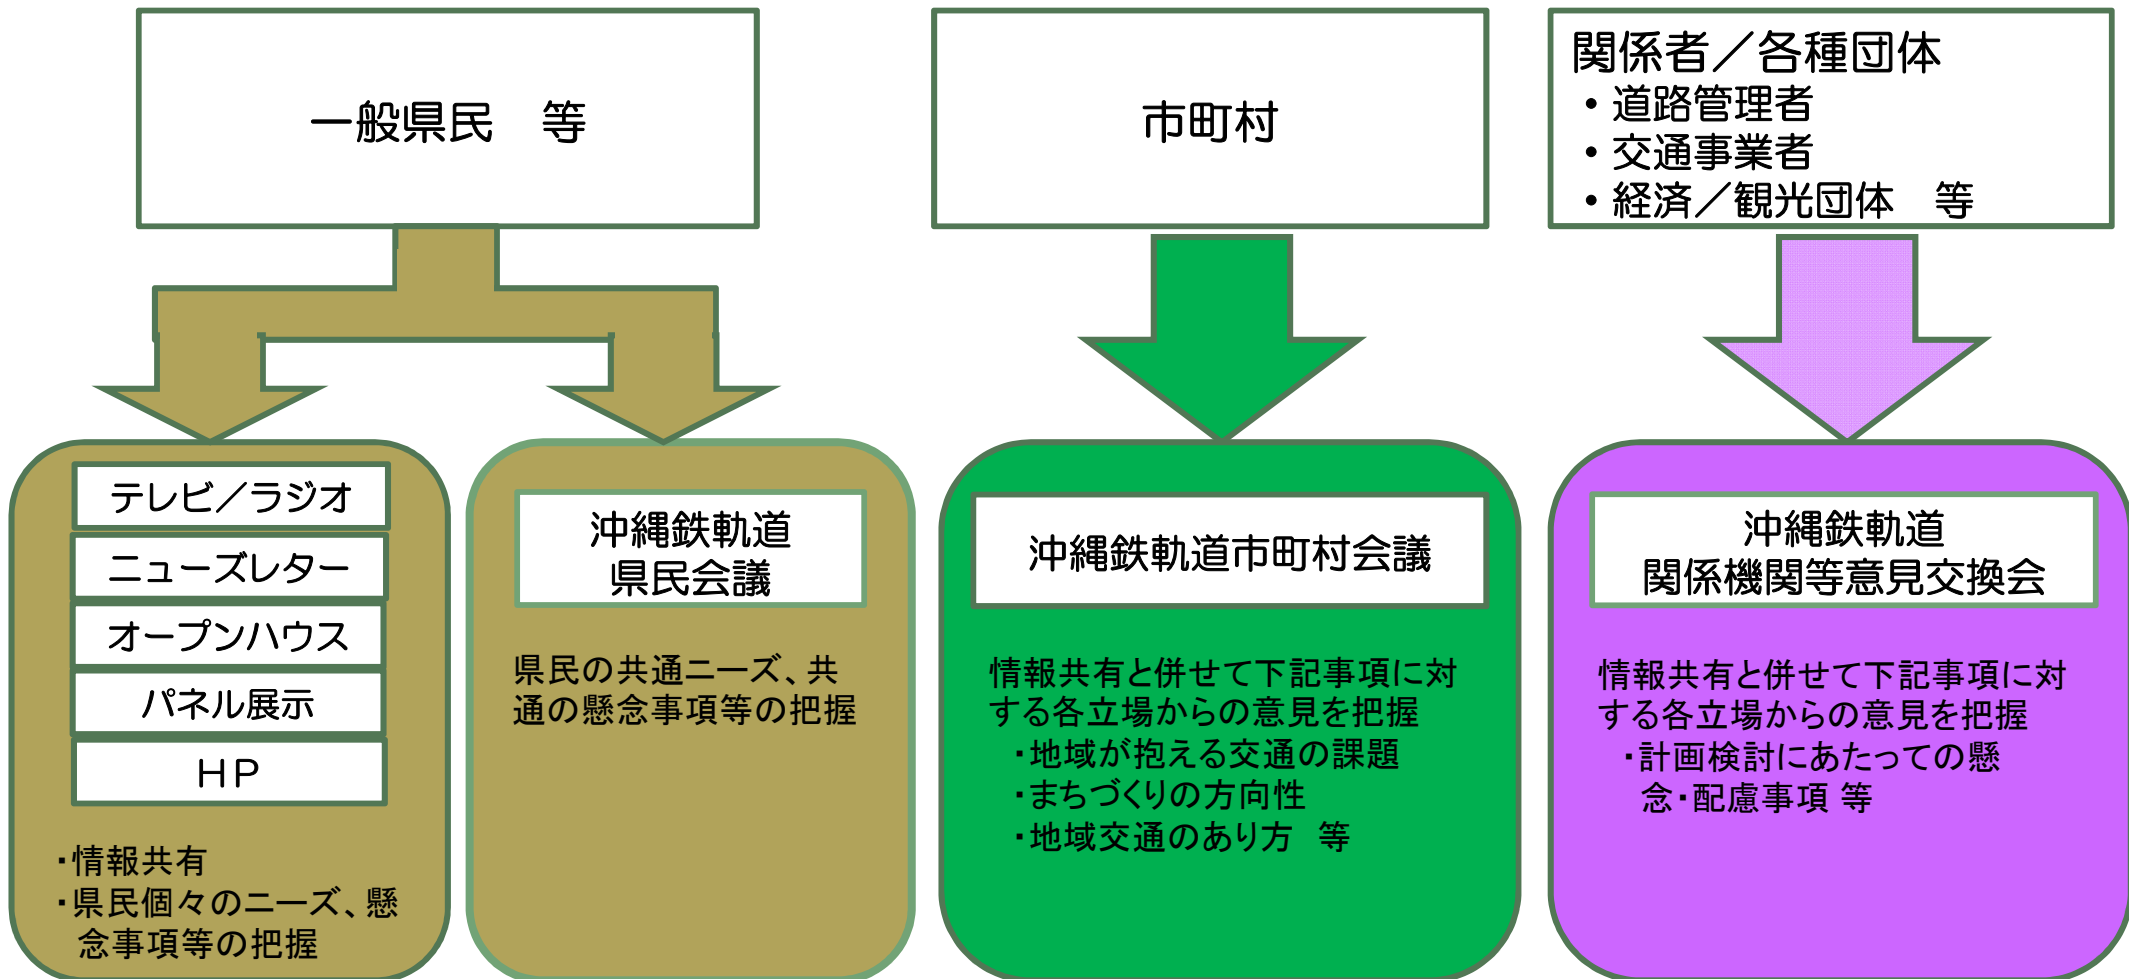 一般県民　等
市町村
関係者／各種団体
・道路管理者
・交通事業者
・経済／観光団体　等
テレビ／ラジオ
ニューズレター
オープンハウス
パネル展示
ＨＰ
・情報共有
・県民個々のニーズ、懸
念事項等の把握
沖縄鉄軌道
県民会議
県民の共通ニーズ、共
通の懸念事項等の把握
沖縄鉄軌道市町村会議
情報共有と併せて下記事項に対
する各立場からの意見を把握
・地域が抱える交通の課題
・まちづくりの方向性
・地域交通のあり方　等
沖縄鉄軌道
関係機関等意見交換会
情報共有と併せて下記事項に対
する各立場からの意見を把握
・計画検討にあたっての懸
念・配慮事項 等